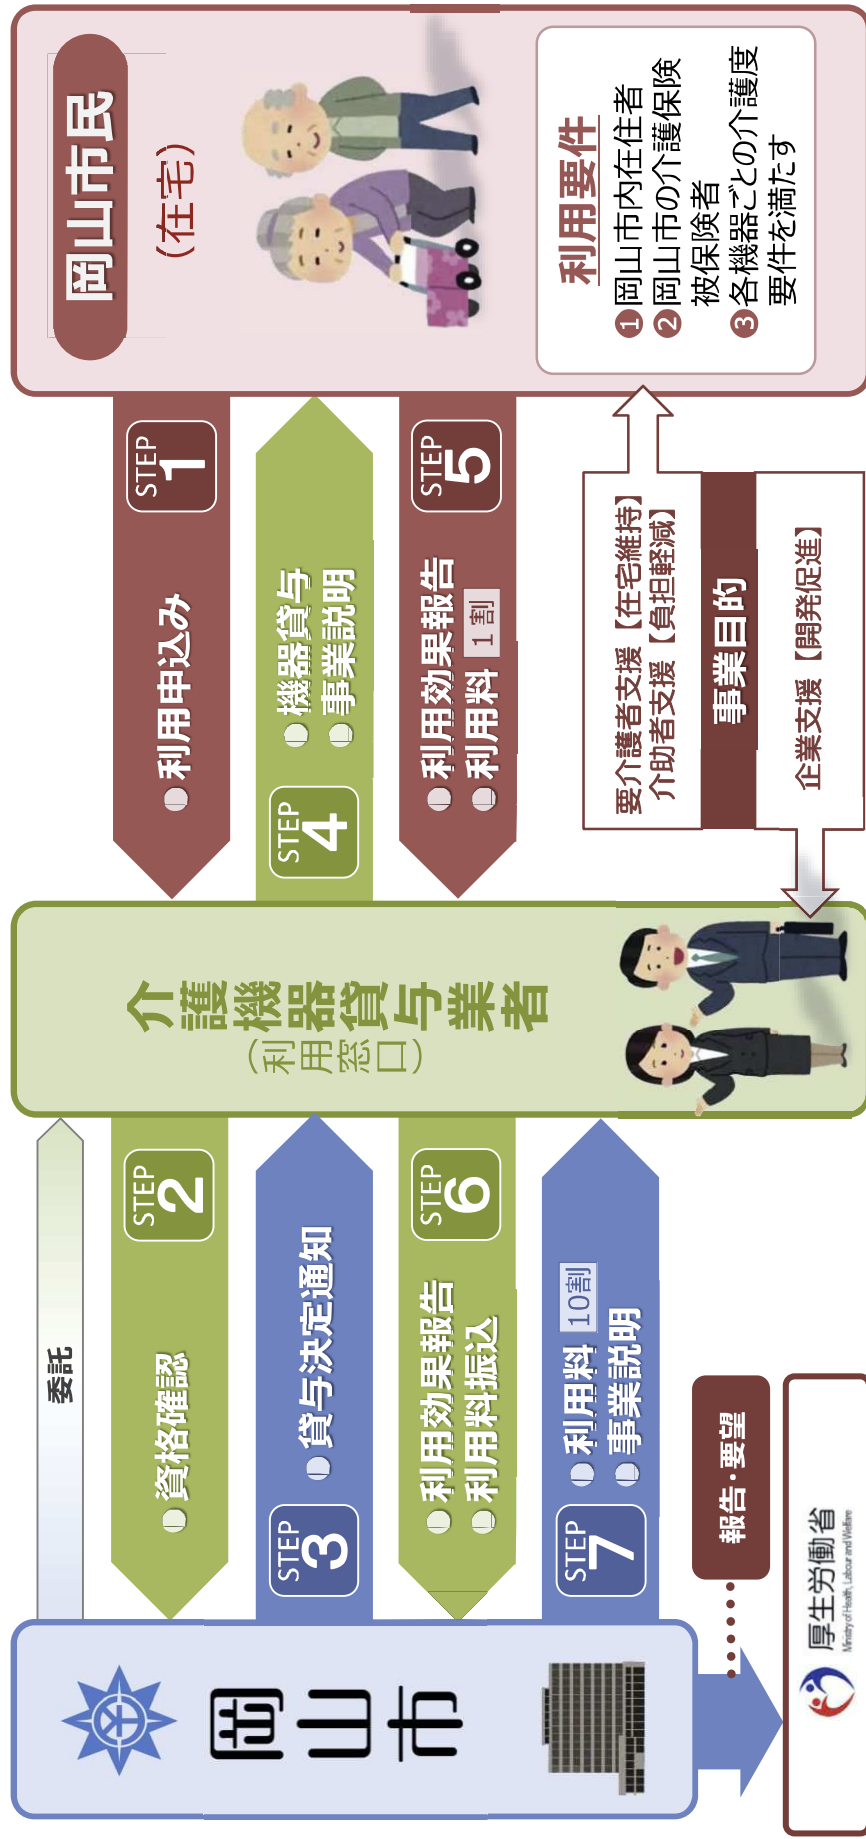 岡山市
委託
STEP 2
資格確認
STEP 3
貸与決定通知
STEP 6
利用効果報告
利用料振込
STEP 7
利用料 10割
事業説明
報告・要望
厚生労働省
Ministry of Health, Labour and Welfare
介護機器貸与業者
(利用窓口)
STEP 1
利用申込み
STEP 4
機器貸与
事業説明
STEP 5
利用効果報告
利用料 1割
要介護者支援【在宅維持】
介助者支援【負担軽減】
事業目的
企業支援【開発促進】
岡山市民
(在宅)
利用要件
❶岡山市内在住者
❷岡山市の介護保険
被保険者
❸各機器ごとの介護度
要件を満たす